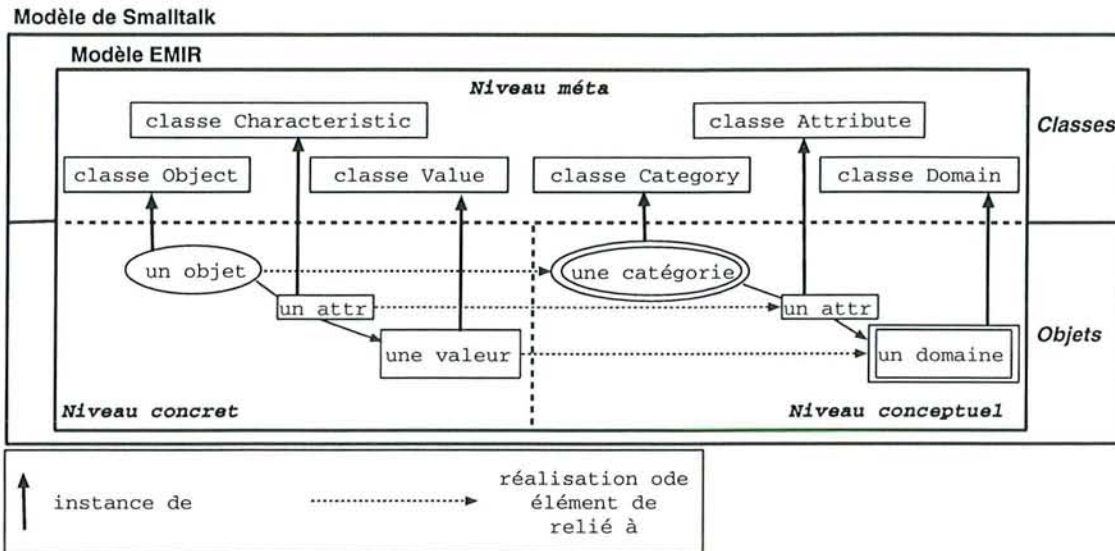 Modèle de Smalltalk
Modèle EMIR
Niveau méta
classe Characteristic
classe Attribute
Classes
classe Object
classe Value
classe Category
classe Domain
un objet
une catégorie
un attr
un attr
une valeur
un domaine
Objets
Niveau concret
Niveau conceptuel
instance de
réalisation ode
élément de
relié à